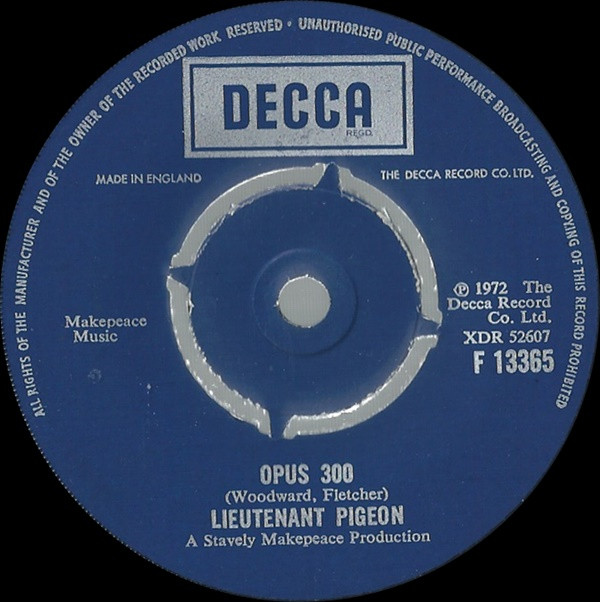 ALL RIGHTS OF THE MANUFACTURER AND OF THE OWNER OF THE RECORDED WORK RESERVED · UNAUTHORISED PUBLIC PERFORMANCE BROADCASTING AND COPYING OF THIS RECORD PROHIBITED
DECCA
REGD.
MADE IN ENGLAND
THE DECCA RECORD CO. LTD.
Makepeace
Music
℗ 1972 The
Decca Record
Co. Ltd.
XDR 52607
F 13365
OPUS 300
(Woodward, Fletcher)
LIEUTENANT PIGEON
A Stavely Makepeace Production